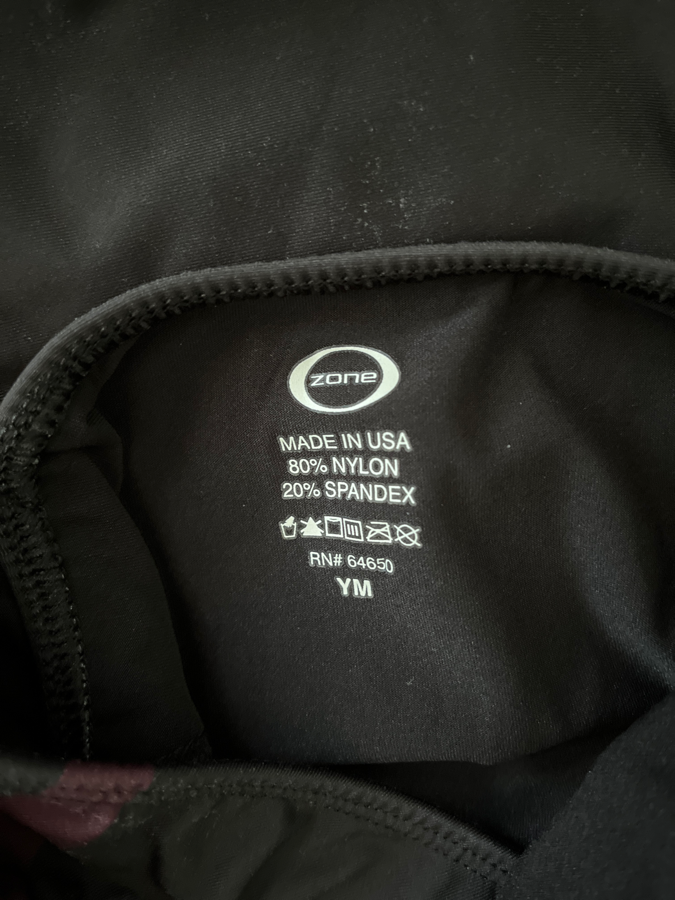 zone
MADE IN USA
80% NYLON
20% SPANDEX
RN# 64650
YM